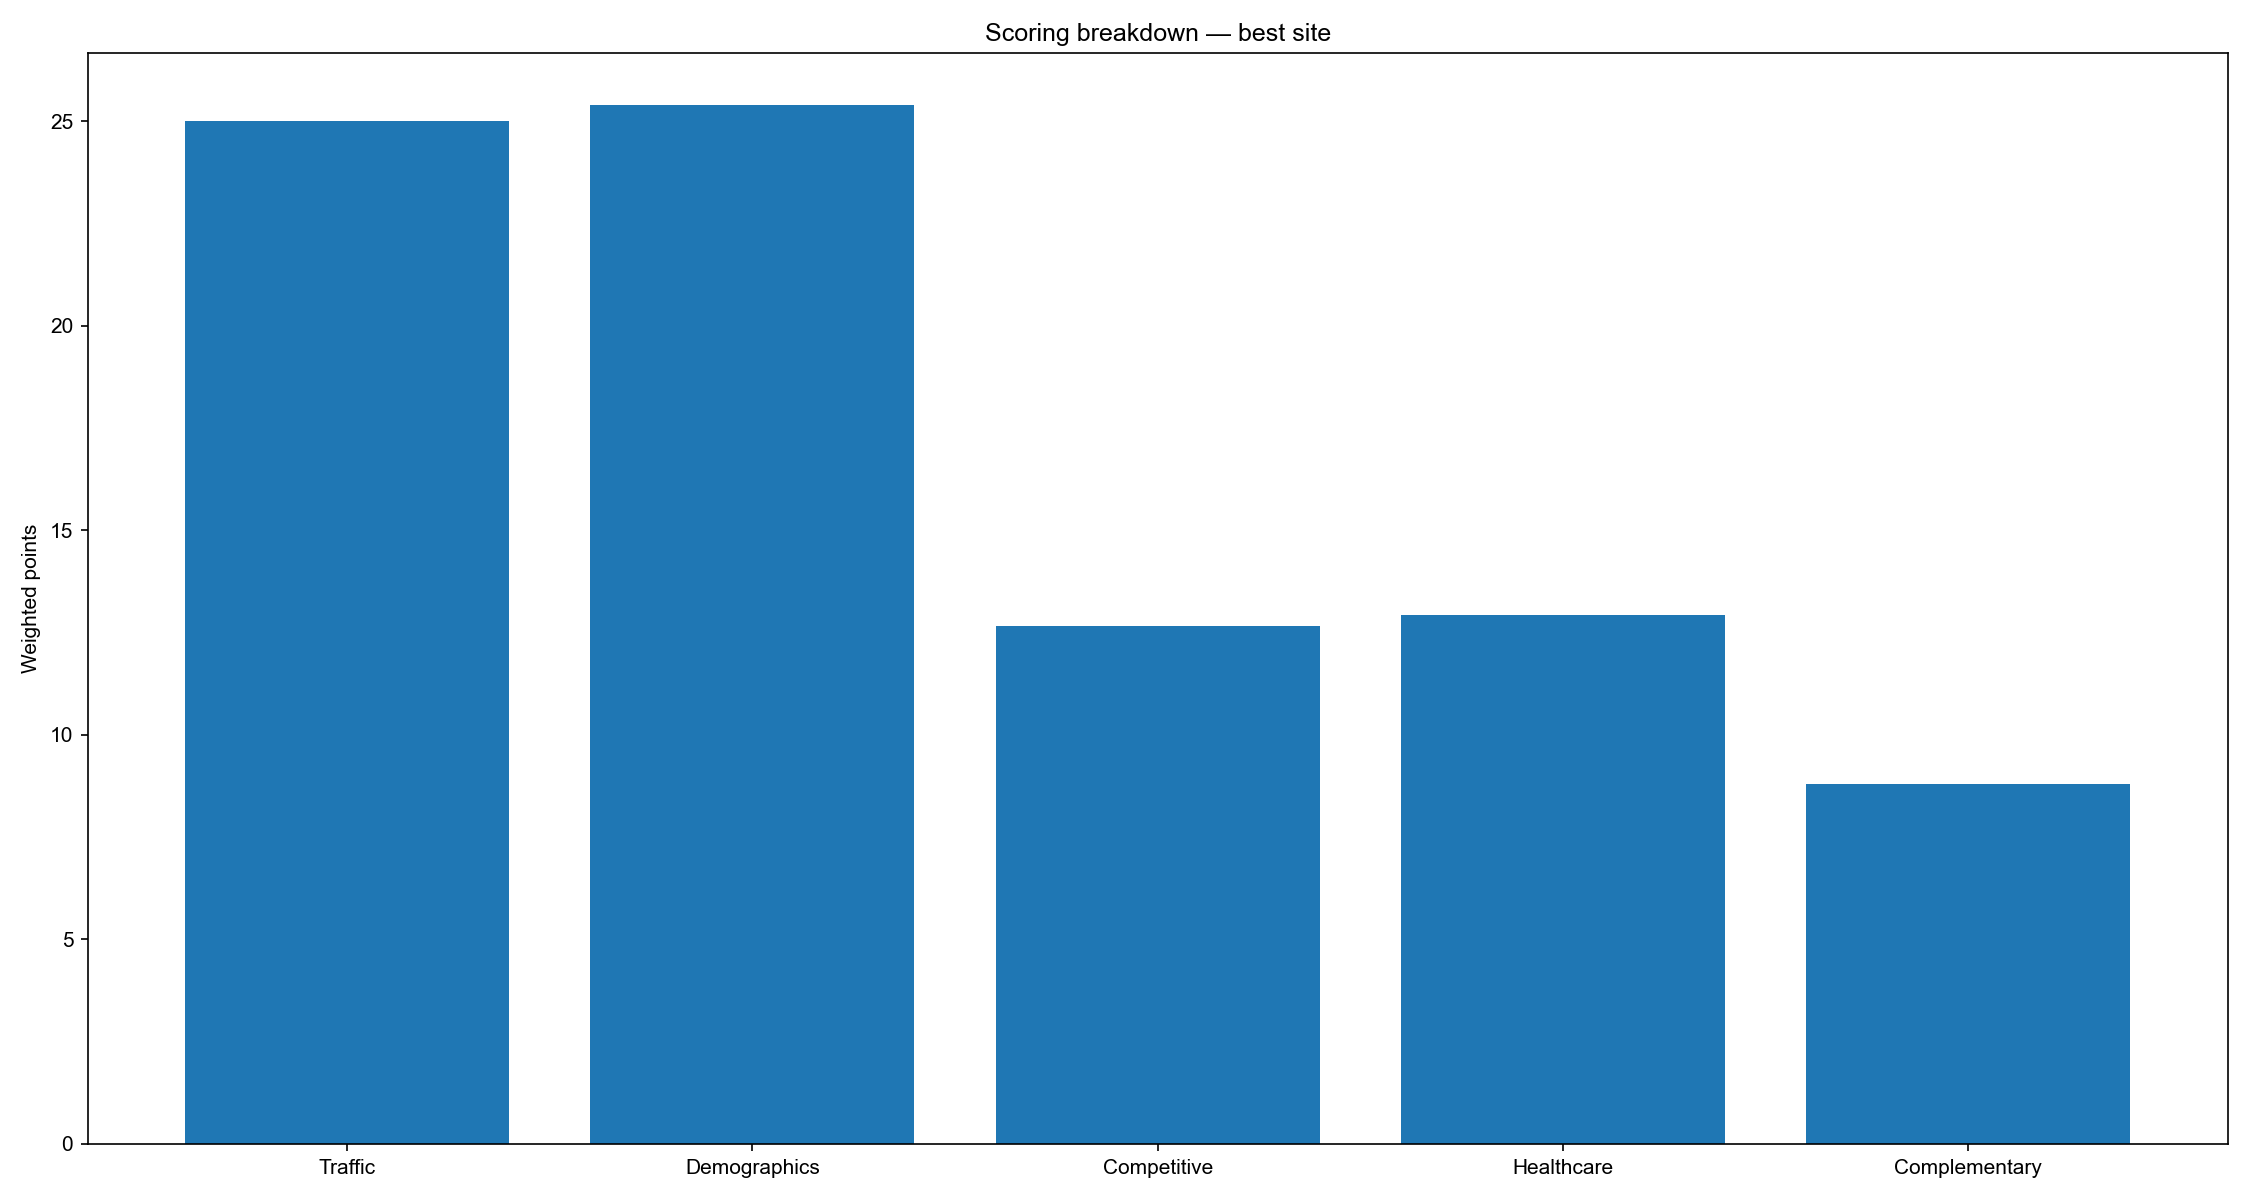 Scoring breakdown — best site
25
20
15
10
5
0
Weighted points
Traffic
Demographics
Competitive
Healthcare
Complementary